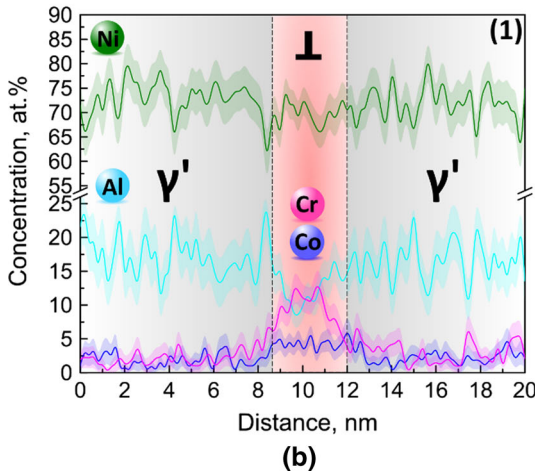 Concentration, at.%
90
85
80
75
70
65
60
55
25
20
15
10
5
0
Ni
⊥
(1)
Al
γ'
Cr
Co
γ'
0 2 4 6 8 10 12 14 16 18 20
Distance, nm
(b)